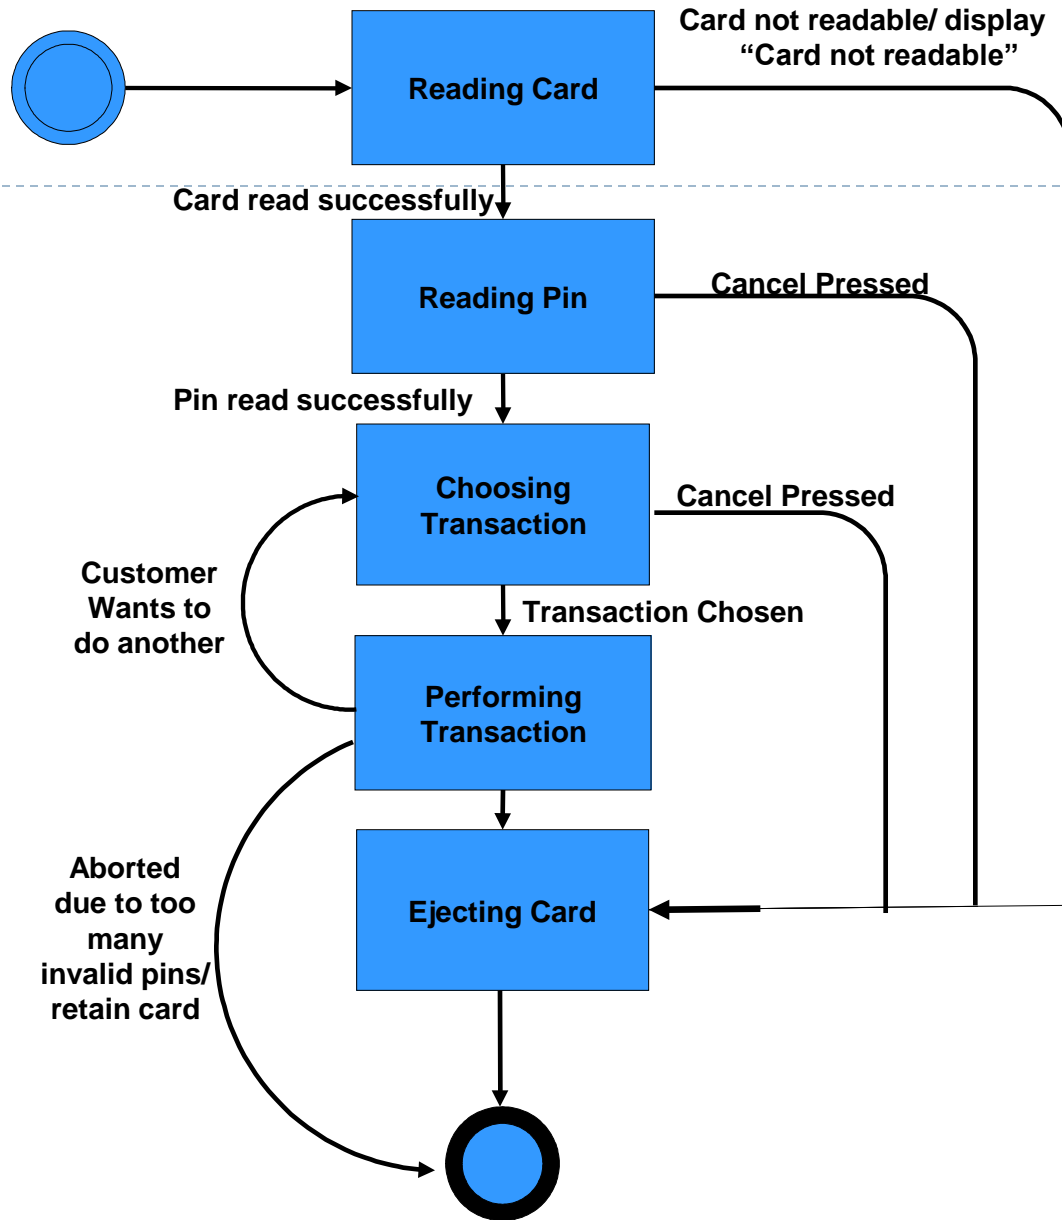 Card not readable/ display
“Card not readable”
Reading Card
Card read successfully
Reading Pin
Cancel Pressed
Pin read successfully
Choosing
Transaction
Cancel Pressed
Customer
Wants to
do another
Transaction Chosen
Performing
Transaction
Aborted
due to too
many
invalid pins/
retain card
Ejecting Card